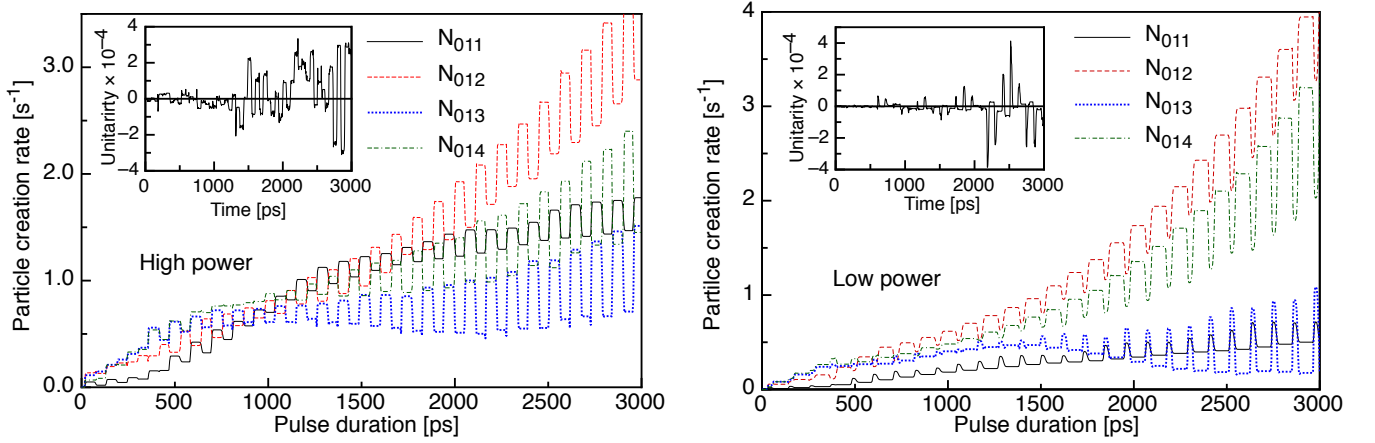 Particle creation rate [s-1]
3.0
2.0
1.0
0.0
0
500
1000
1500
2000
2500
3000
Pulse duration [ps]
High power
N011
N012
N013
N014
Unitarity × 10−4
4
2
0
−2
−4
0
1000
2000
3000
Time [ps]
Partilce creation rate [s-1]
4
3
2
1
0
0
500
1000
1500
2000
2500
3000
Pulse duration [ps]
Low power
N011
N012
N013
N014
Unitarity × 10−4
4
2
0
−2
−4
0
1000
2000
3000
Time [ps]